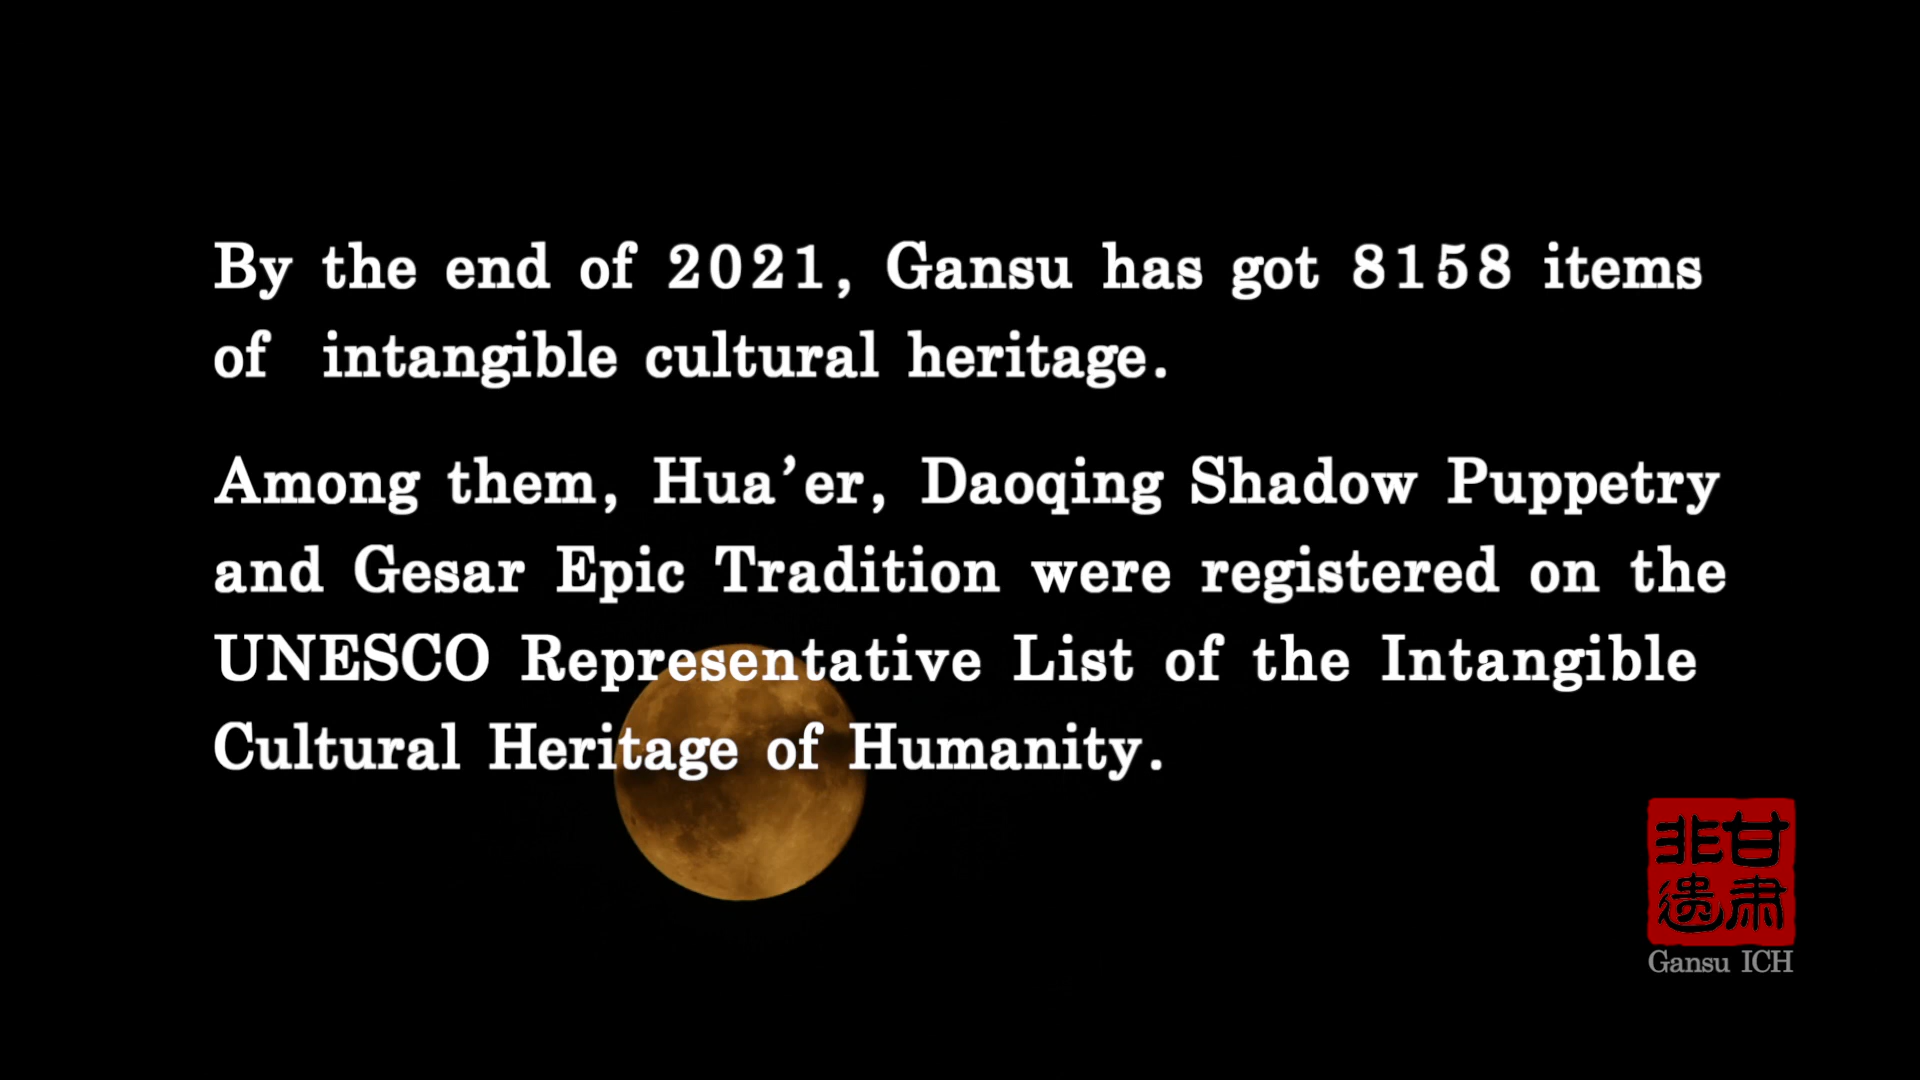 By the end of 2021, Gansu has got 8158 items
of intangible cultural heritage.
Among them, Hua’er, Daoqing Shadow Puppetry
and Gesar Epic Tradition were registered on the
UNESCO Representative List of the Intangible
Cultural Heritage of Humanity.
甘肃
非遗
Gansu ICH